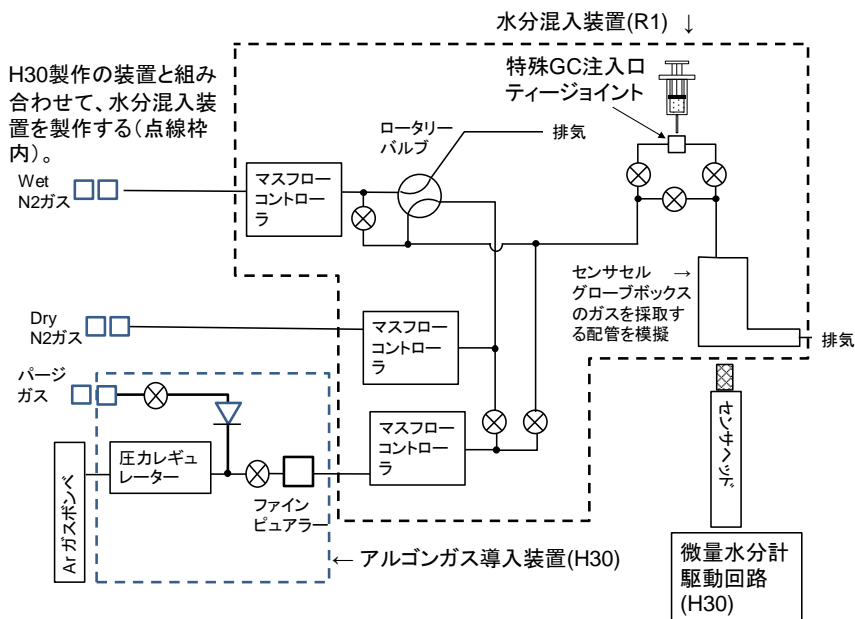 水分混入装置(R1) ↓
H30製作の装置と組み
合わせて、水分混入装
置を製作する(点線枠
内)。
特殊GC注入口
ティージョイント
ロータリー
バルブ
排気
Wet
N2ガス
マスフロー
コントロー
ラ
センサセル →
グローブボックス
のガスを採取す
る配管を模擬
排気
Dry
N2ガス
マスフロー
コントロー
ラ
パージ
ガス
マスフロー
コントロー
ラ
センサヘッド
Ar ガスボンベ
圧力レギュ
レーター
ファイン
ピュアラー
← アルゴンガス導入装置(H30)
微量水分計
駆動回路
(H30)